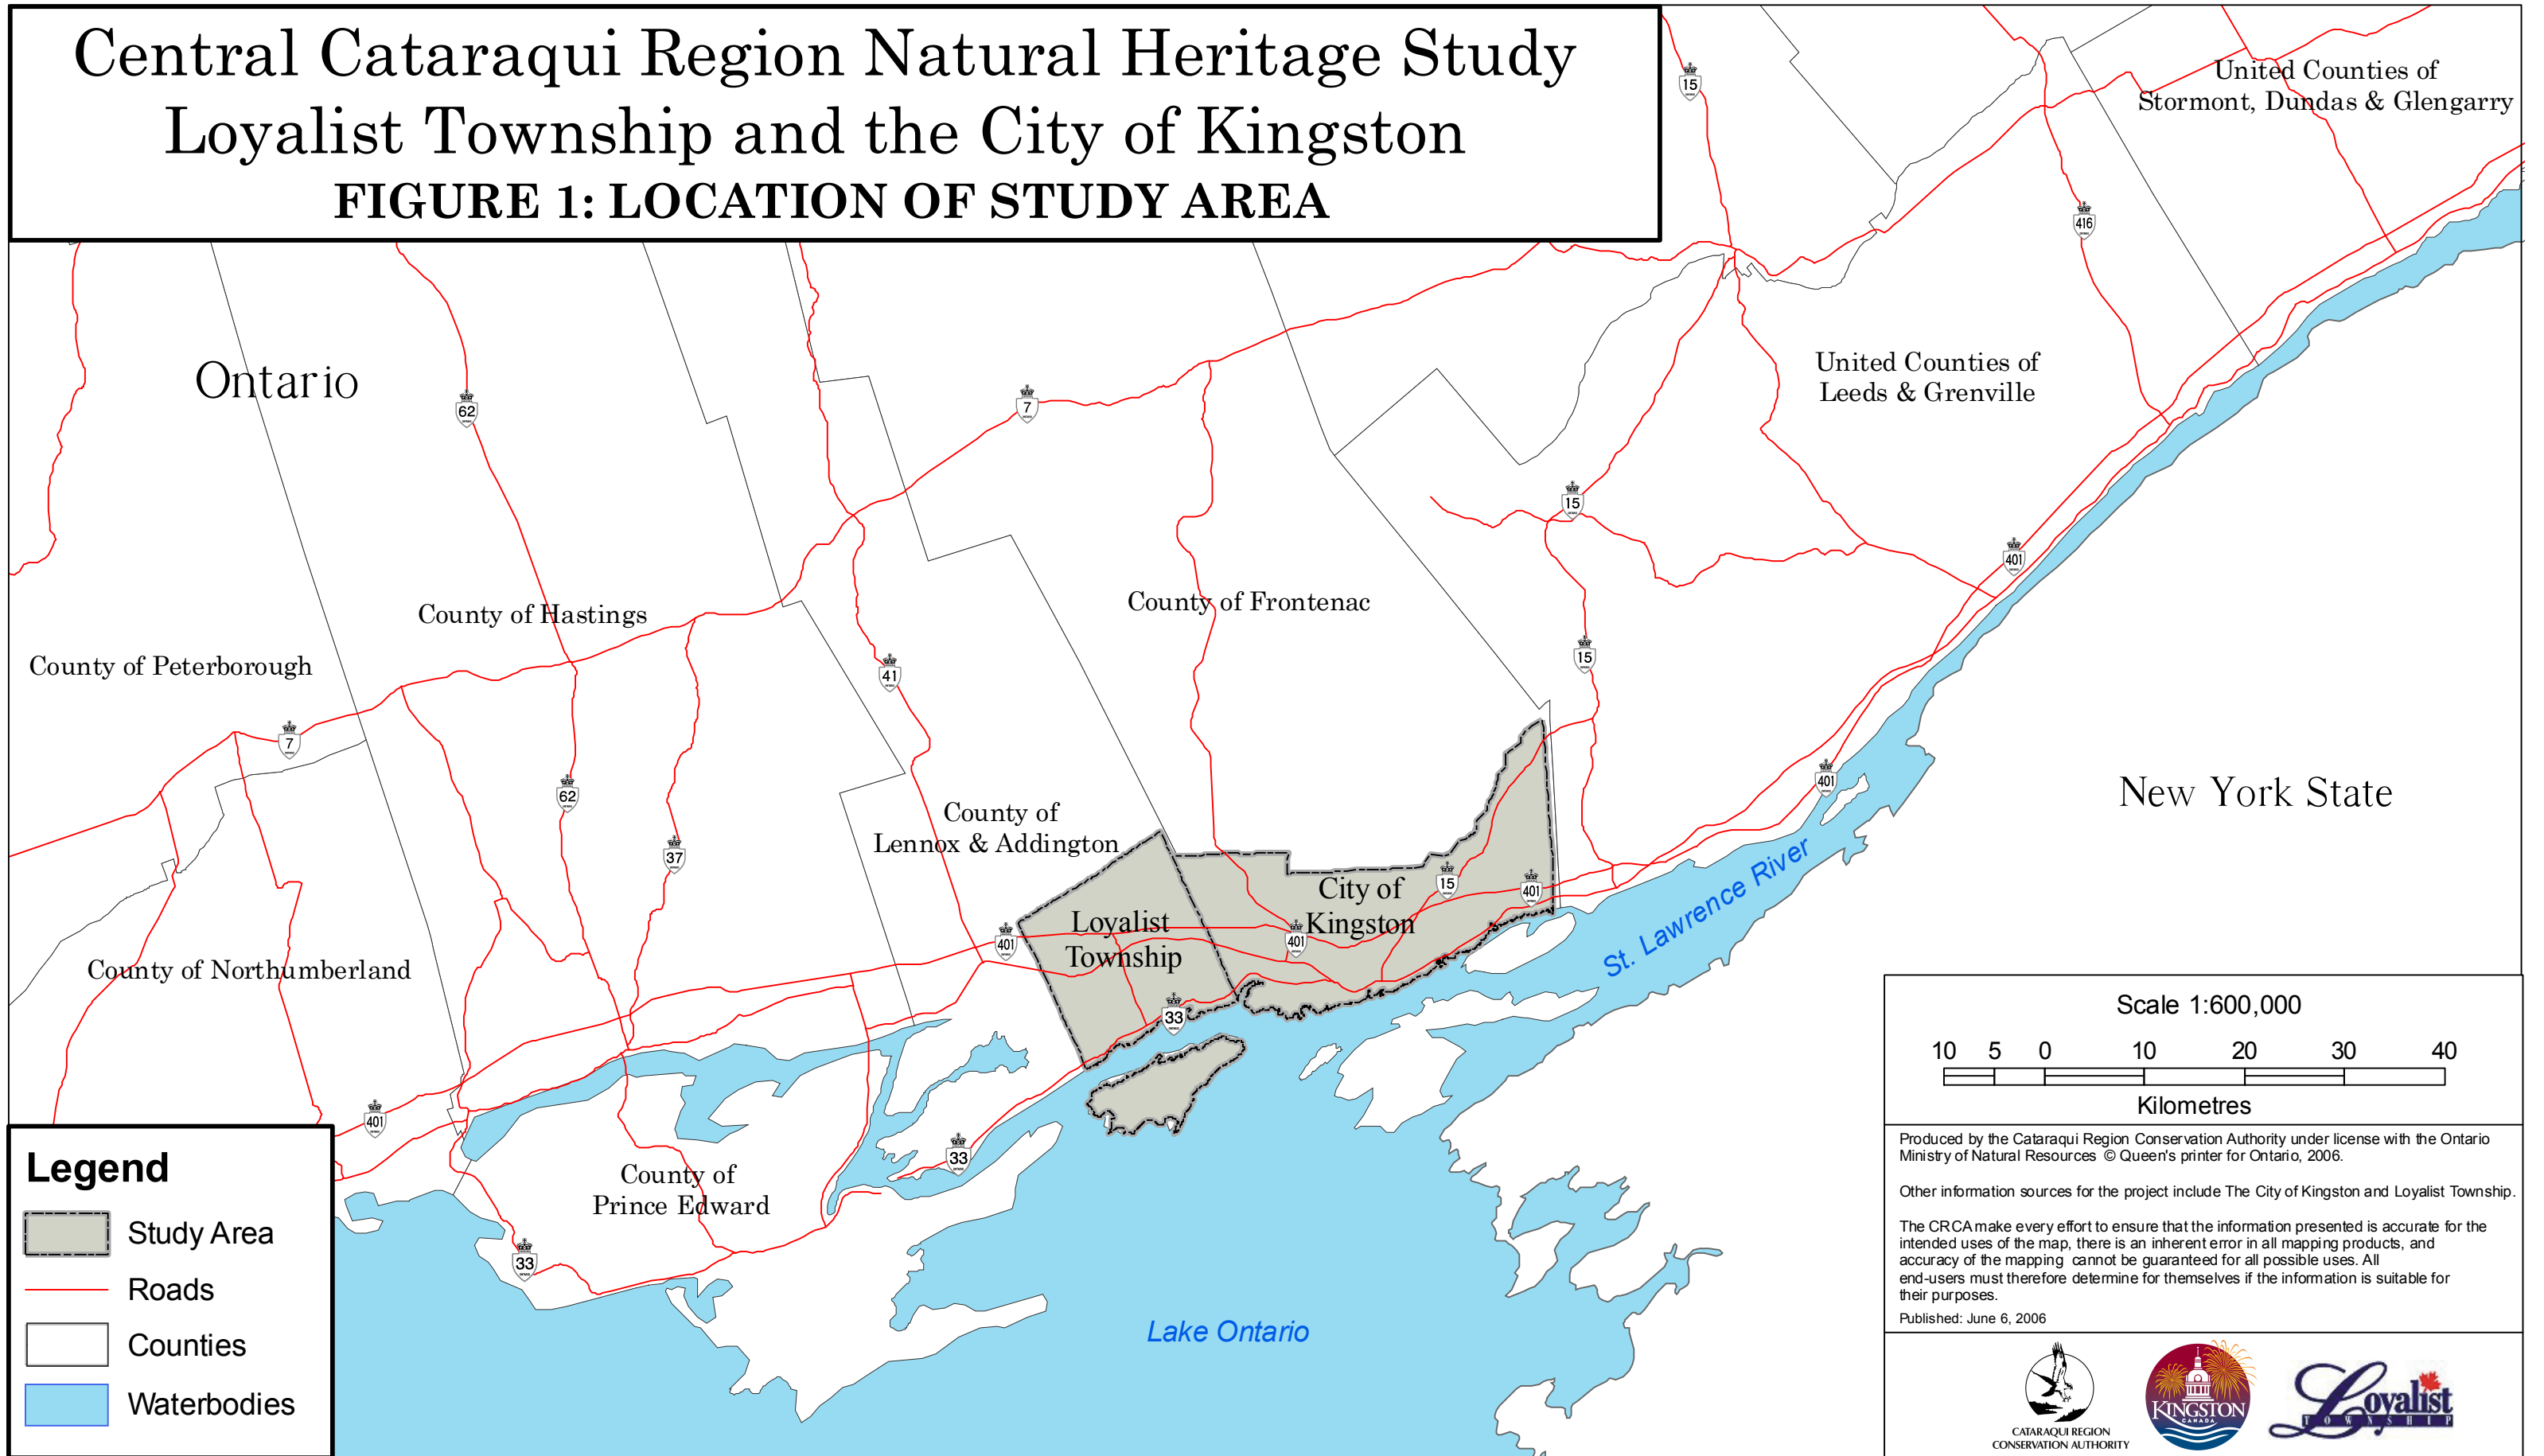 Central Cataraqui Region Natural Heritage Study
Loyalist Township and the City of Kingston
FIGURE 1: LOCATION OF STUDY AREA
15
United Counties of
Stormont, Dundas & Glengarry
416
Ontario
62
7
United Counties of
Leeds & Grenville
15
401
County of Hastings
County of Frontenac
County of Peterborough
41
15
7
62
37
County of
Lennox & Addington
401
New York State
City of
Kingston
15
401
Loyalist
Township
401
401
St. Lawrence River
County of Northumberland
33
401
33
County of
Prince Edward
33
Lake Ontario
Legend
Study Area
Roads
Counties
Waterbodies
Scale 1:600,000
10 5 0 10 20 30 40
Kilometres
Produced by the Cataraqui Region Conservation Authority under license with the Ontario
Ministry of Natural Resources © Queen's printer for Ontario, 2006.
Other information sources for the project include The City of Kingston and Loyalist Township.
The CRCA make every effort to ensure that the information presented is accurate for the
intended uses of the map, there is an inherent error in all mapping products, and
accuracy of the mapping cannot be guaranteed for all possible uses. All
end-users must therefore determine for themselves if the information is suitable for
their purposes.
Published: June 6, 2006
CATARAQUI REGION
CONSERVATION AUTHORITY
KINGSTON
CANADA
Loyalist
TOWNSHIP